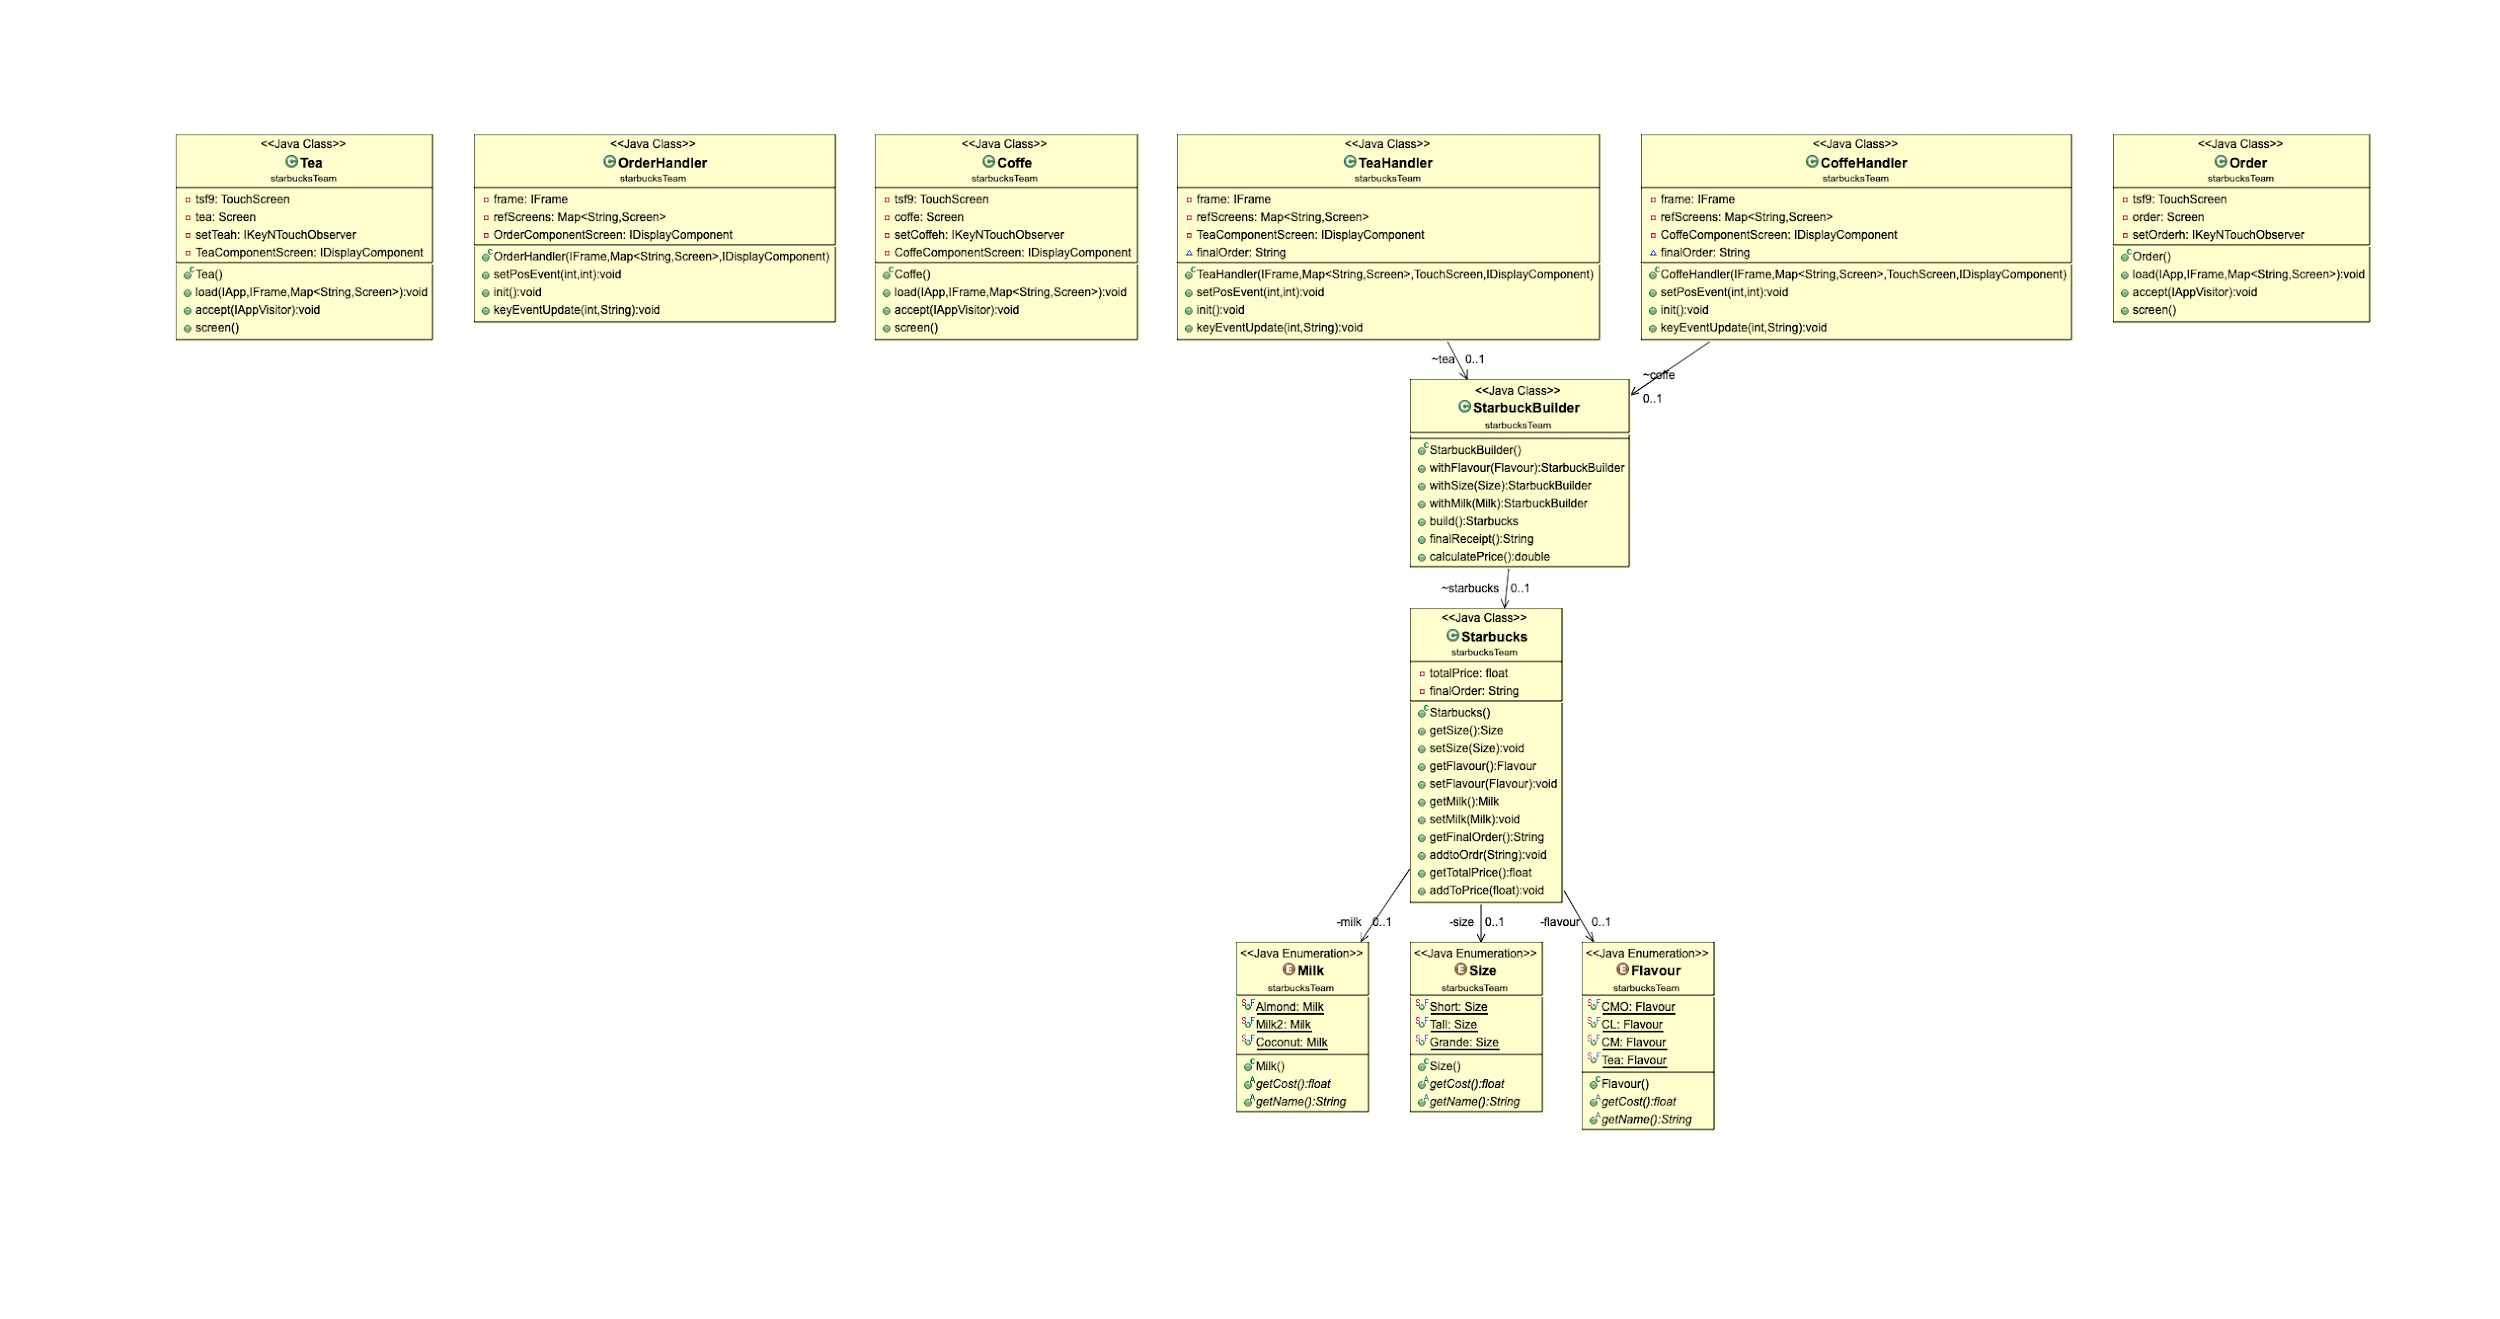 <<Java Class>>
Tea
starbucksTeam
tsf9: TouchScreen
tea: Screen
setTeah: IKeyNTouchObserver
TeaComponentScreen: IDisplayComponent
Tea()
load(IApp,IFrame,Map<String,Screen>):void
accept(IAppVisitor):void
screen()
<<Java Class>>
OrderHandler
starbucksTeam
frame: IFrame
refScreens: Map<String,Screen>
OrderComponentScreen: IDisplayComponent
OrderHandler(IFrame,Map<String,Screen>,IDisplayComponent)
setPosEvent(int,int):void
init():void
keyEventUpdate(int,String):void
<<Java Class>>
Coffe
starbucksTeam
tsf9: TouchScreen
coffe: Screen
setCoffeh: IKeyNTouchObserver
CoffeComponentScreen: IDisplayComponent
Coffe()
load(IApp,IFrame,Map<String,Screen>):void
accept(IAppVisitor):void
screen()
<<Java Class>>
TeaHandler
starbucksTeam
frame: IFrame
refScreens: Map<String,Screen>
TeaComponentScreen: IDisplayComponent
finalOrder: String
TeaHandler(IFrame,Map<String,Screen>,TouchScreen,IDisplayComponent)
setPosEvent(int,int):void
init():void
keyEventUpdate(int,String):void
<<Java Class>>
CoffeHandler
starbucksTeam
frame: IFrame
refScreens: Map<String,Screen>
CoffeComponentScreen: IDisplayComponent
finalOrder: String
CoffeHandler(IFrame,Map<String,Screen>,TouchScreen,IDisplayComponent)
setPosEvent(int,int):void
init():void
keyEventUpdate(int,String):void
<<Java Class>>
Order
starbucksTeam
tsf9: TouchScreen
order: Screen
setOrderh: IKeyNTouchObserver
Order()
load(IApp,IFrame,Map<String,Screen>):void
accept(IAppVisitor):void
screen()
~tea 0..1
~coffe
0..1
<<Java Class>>
StarbuckBuilder
starbucksTeam
StarbuckBuilder()
withFlavour(Flavour):StarbuckBuilder
withSize(Size):StarbuckBuilder
withMilk(Milk):StarbuckBuilder
build():Starbucks
finalReceipt():String
calculatePrice():double
~starbucks 0..1
<<Java Class>>
Starbucks
starbucksTeam
totalPrice: float
finalOrder: String
Starbucks()
getSize():Size
setSize(Size):void
getFlavour():Flavour
setFlavour(Flavour):void
getMilk():Milk
setMilk(Milk):void
getFinalOrder():String
addtoOrdr(String):void
getTotalPrice():float
addToPrice(float):void
-milk 0..1
-size 0..1
-flavour 0..1
<<Java Enumeration>>
Milk
starbucksTeam
Almond: Milk
Milk2: Milk
Coconut: Milk
Milk()
getCost():float
getName():String
<<Java Enumeration>>
Size
starbucksTeam
Short: Size
Tall: Size
Grande: Size
Size()
getCost():float
getName():String
<<Java Enumeration>>
Flavour
starbucksTeam
CMO: Flavour
CL: Flavour
CM: Flavour
Tea: Flavour
Flavour()
getCost():float
getName():String